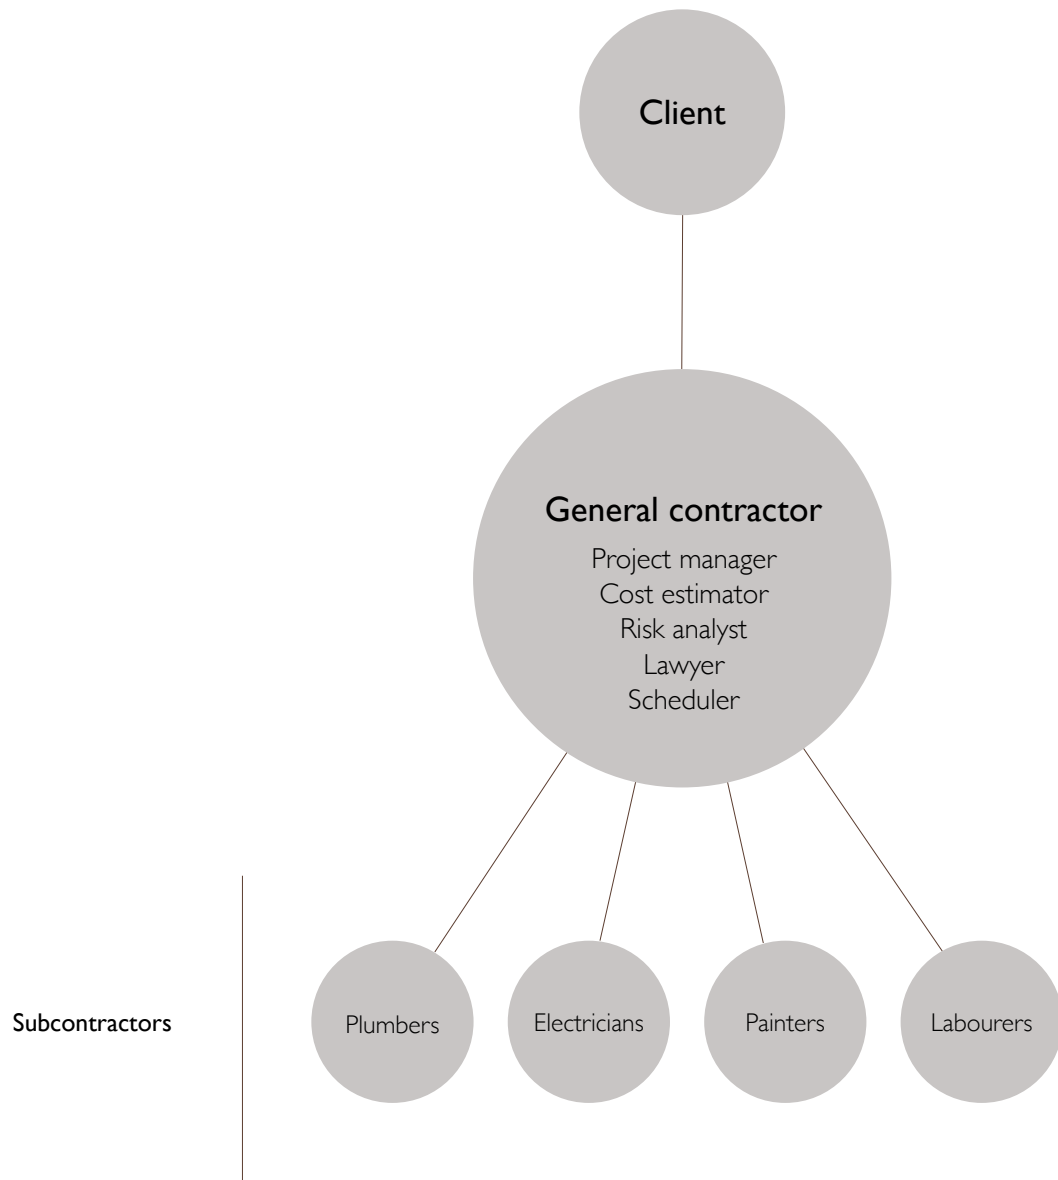 Client
General contractor
Project manager
Cost estimator
Risk analyst
Lawyer
Scheduler
Subcontractors
Plumbers
Electricians
Painters
Labourers